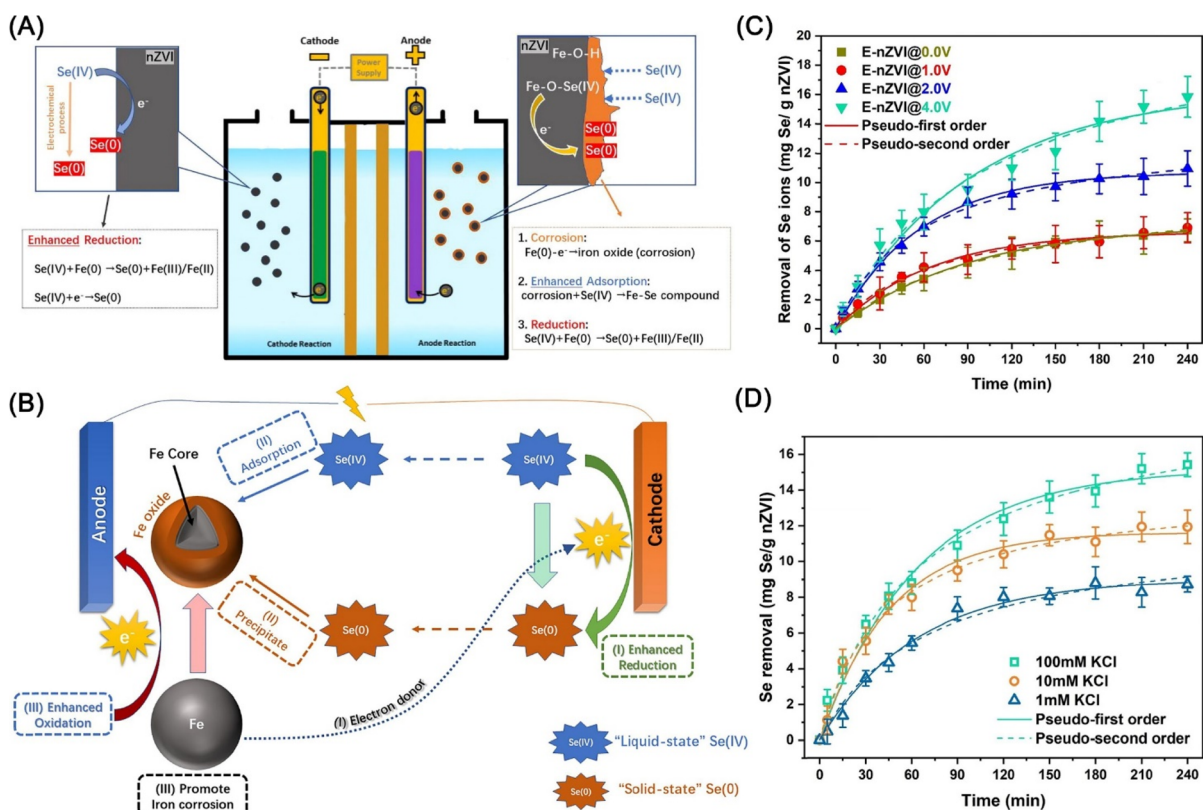 (A)
nZVI
Se(IV)
e-
Electrochemical
process
Se(0)
Se(0)
Enhanced Reduction:
Se(IV)+Fe(0) →Se(0)+Fe(III)/Fe(II)
Se(IV)+e-→Se(0)
Cathode
Anode
Power
Supply
Cathode Reaction
Anode Reaction
nZVI
Fe-O-H
Fe-O-Se(IV)
e-
Se(0)
Se(0)
Se(IV)
Se(IV)
1. Corrosion:
Fe(0)-e-→iron oxide (corrosion)
2. Enhanced Adsorption:
corrosion+Se(IV) →Fe-Se compound
3. Reduction:
Se(IV)+Fe(0) →Se(0)+Fe(III)/Fe(II)
(B)
Anode
Fe Core
Fe oxide
(II)
Adsorption
Se(IV)
Se(IV)
Cathode
e-
e-
(II)
Precipitate
Se(0)
Se(0)
(I) Enhanced
Reduction
(III) Enhanced
Oxidation
Fe
(I) Electron donor
(III) Promote
Iron corrosion
Se(IV) "Liquid-state" Se(IV)
Se(0) "Solid-state" Se(0)
(C)
E-nZVI@0.0V
E-nZVI@1.0V
E-nZVI@2.0V
E-nZVI@4.0V
Pseudo-first order
Pseudo-second order
Removal of Se ions (mg Se/ g nZVI)
20
18
16
14
12
10
8
6
4
2
0
0 30 60 90 120 150 180 210 240
Time (min)
(D)
Se removal (mg Se/g nZVI)
16
14
12
10
8
6
4
2
0
100mM KCl
10mM KCl
1mM KCl
Pseudo-first order
Pseudo-second order
0 30 60 90 120 150 180 210 240
Time (min)